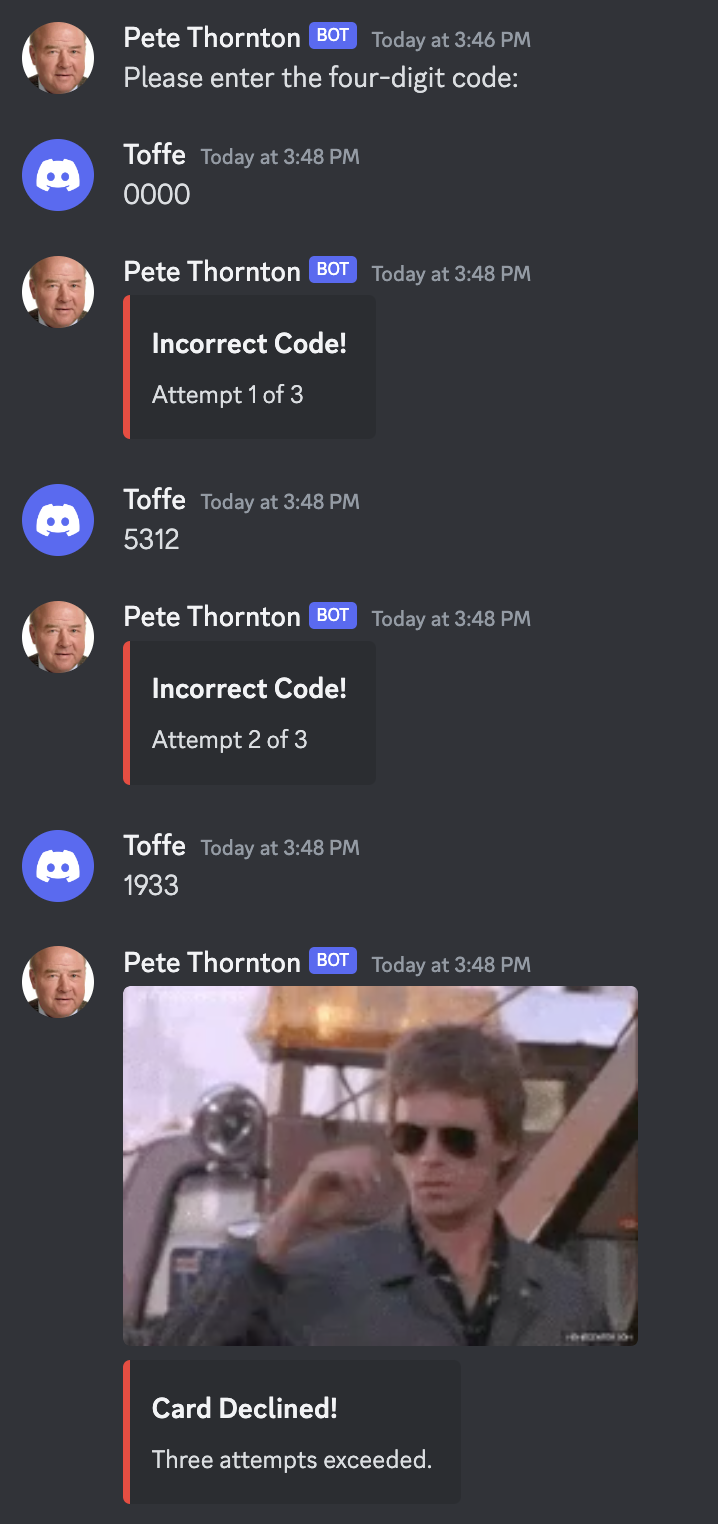 Pete Thornton BOT Today at 3:46 PM
Please enter the four-digit code:
Toffe Today at 3:48 PM
0000
Pete Thornton BOT Today at 3:48 PM
Incorrect Code!
Attempt 1 of 3
Toffe Today at 3:48 PM
5312
Pete Thornton BOT Today at 3:48 PM
Incorrect Code!
Attempt 2 of 3
Toffe Today at 3:48 PM
1933
Pete Thornton BOT Today at 3:48 PM
Card Declined!
Three attempts exceeded.